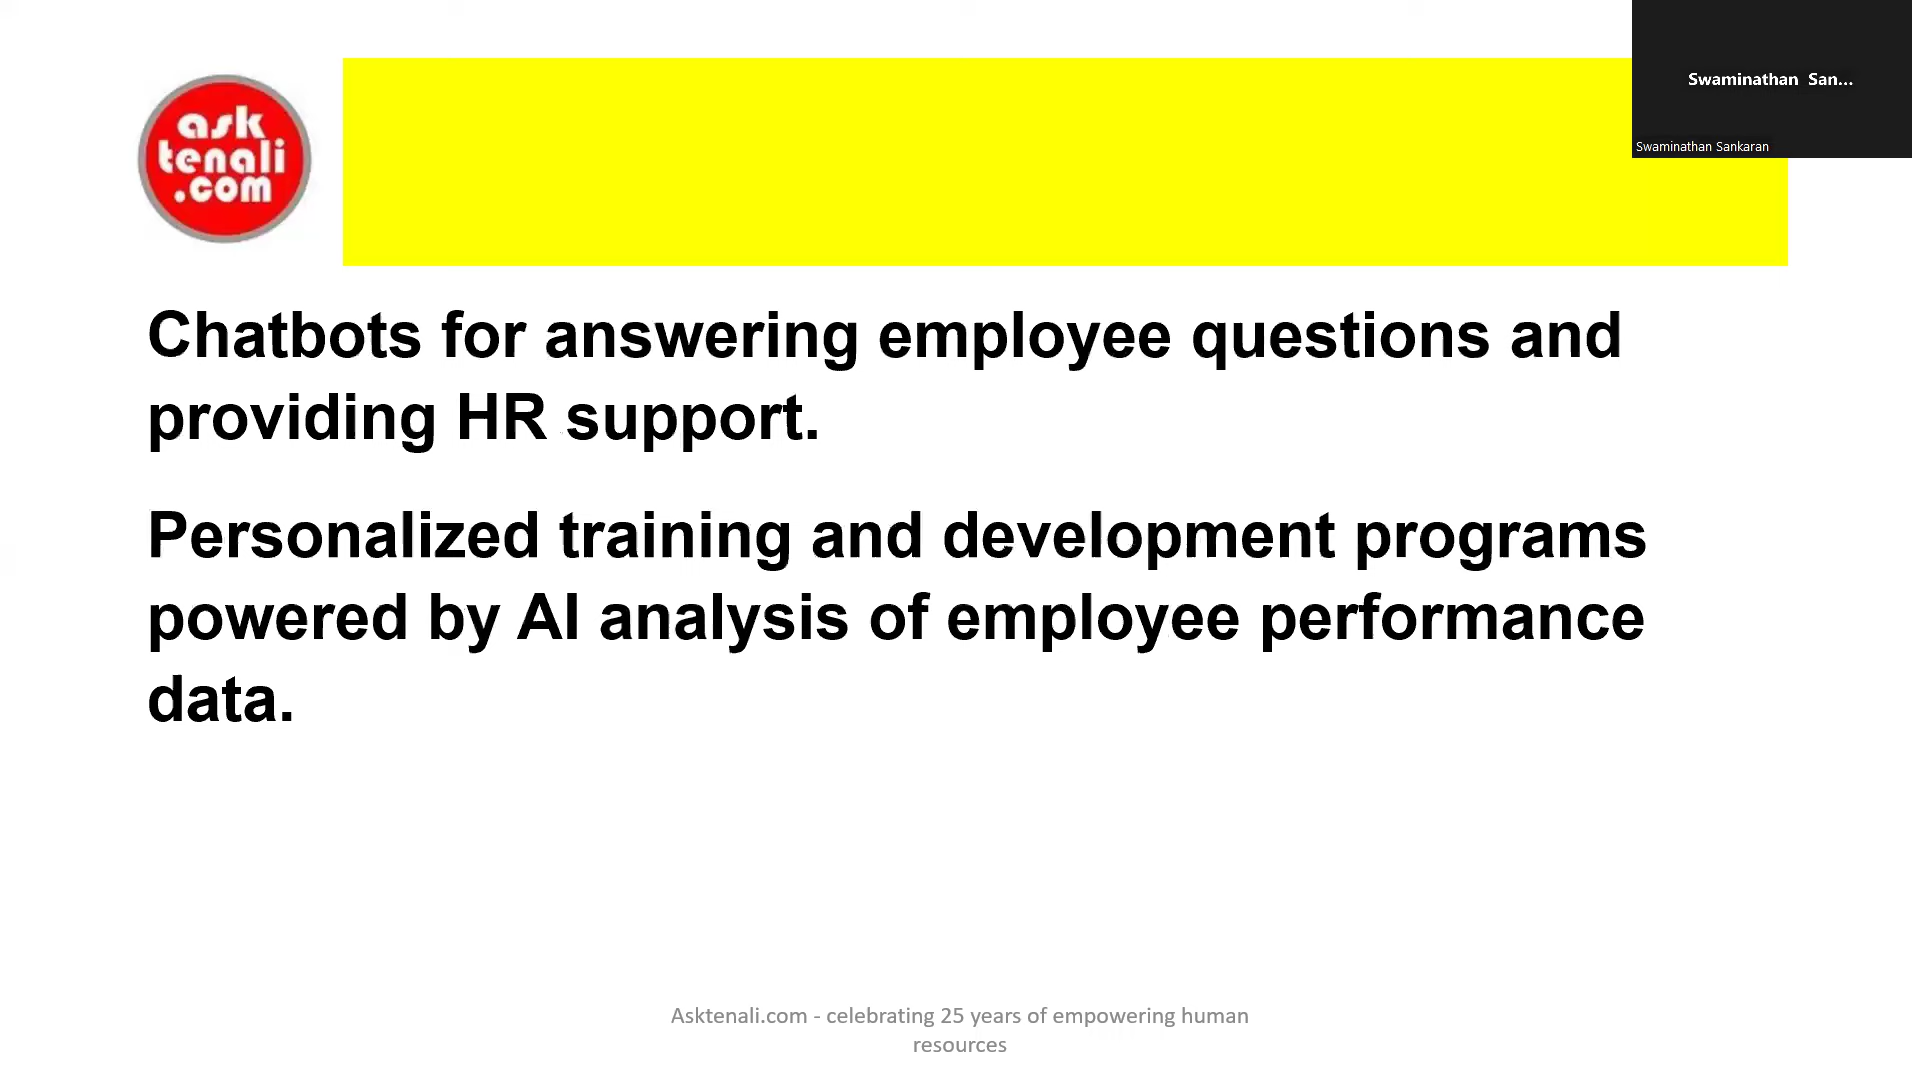 ask
tenali
.com
Swaminathan San...
Swaminathan Sankaran
Chatbots for answering employee questions and
providing HR support.
Personalized training and development programs
powered by AI analysis of employee performance
data.
Asktenali.com - celebrating 25 years of empowering human
resources